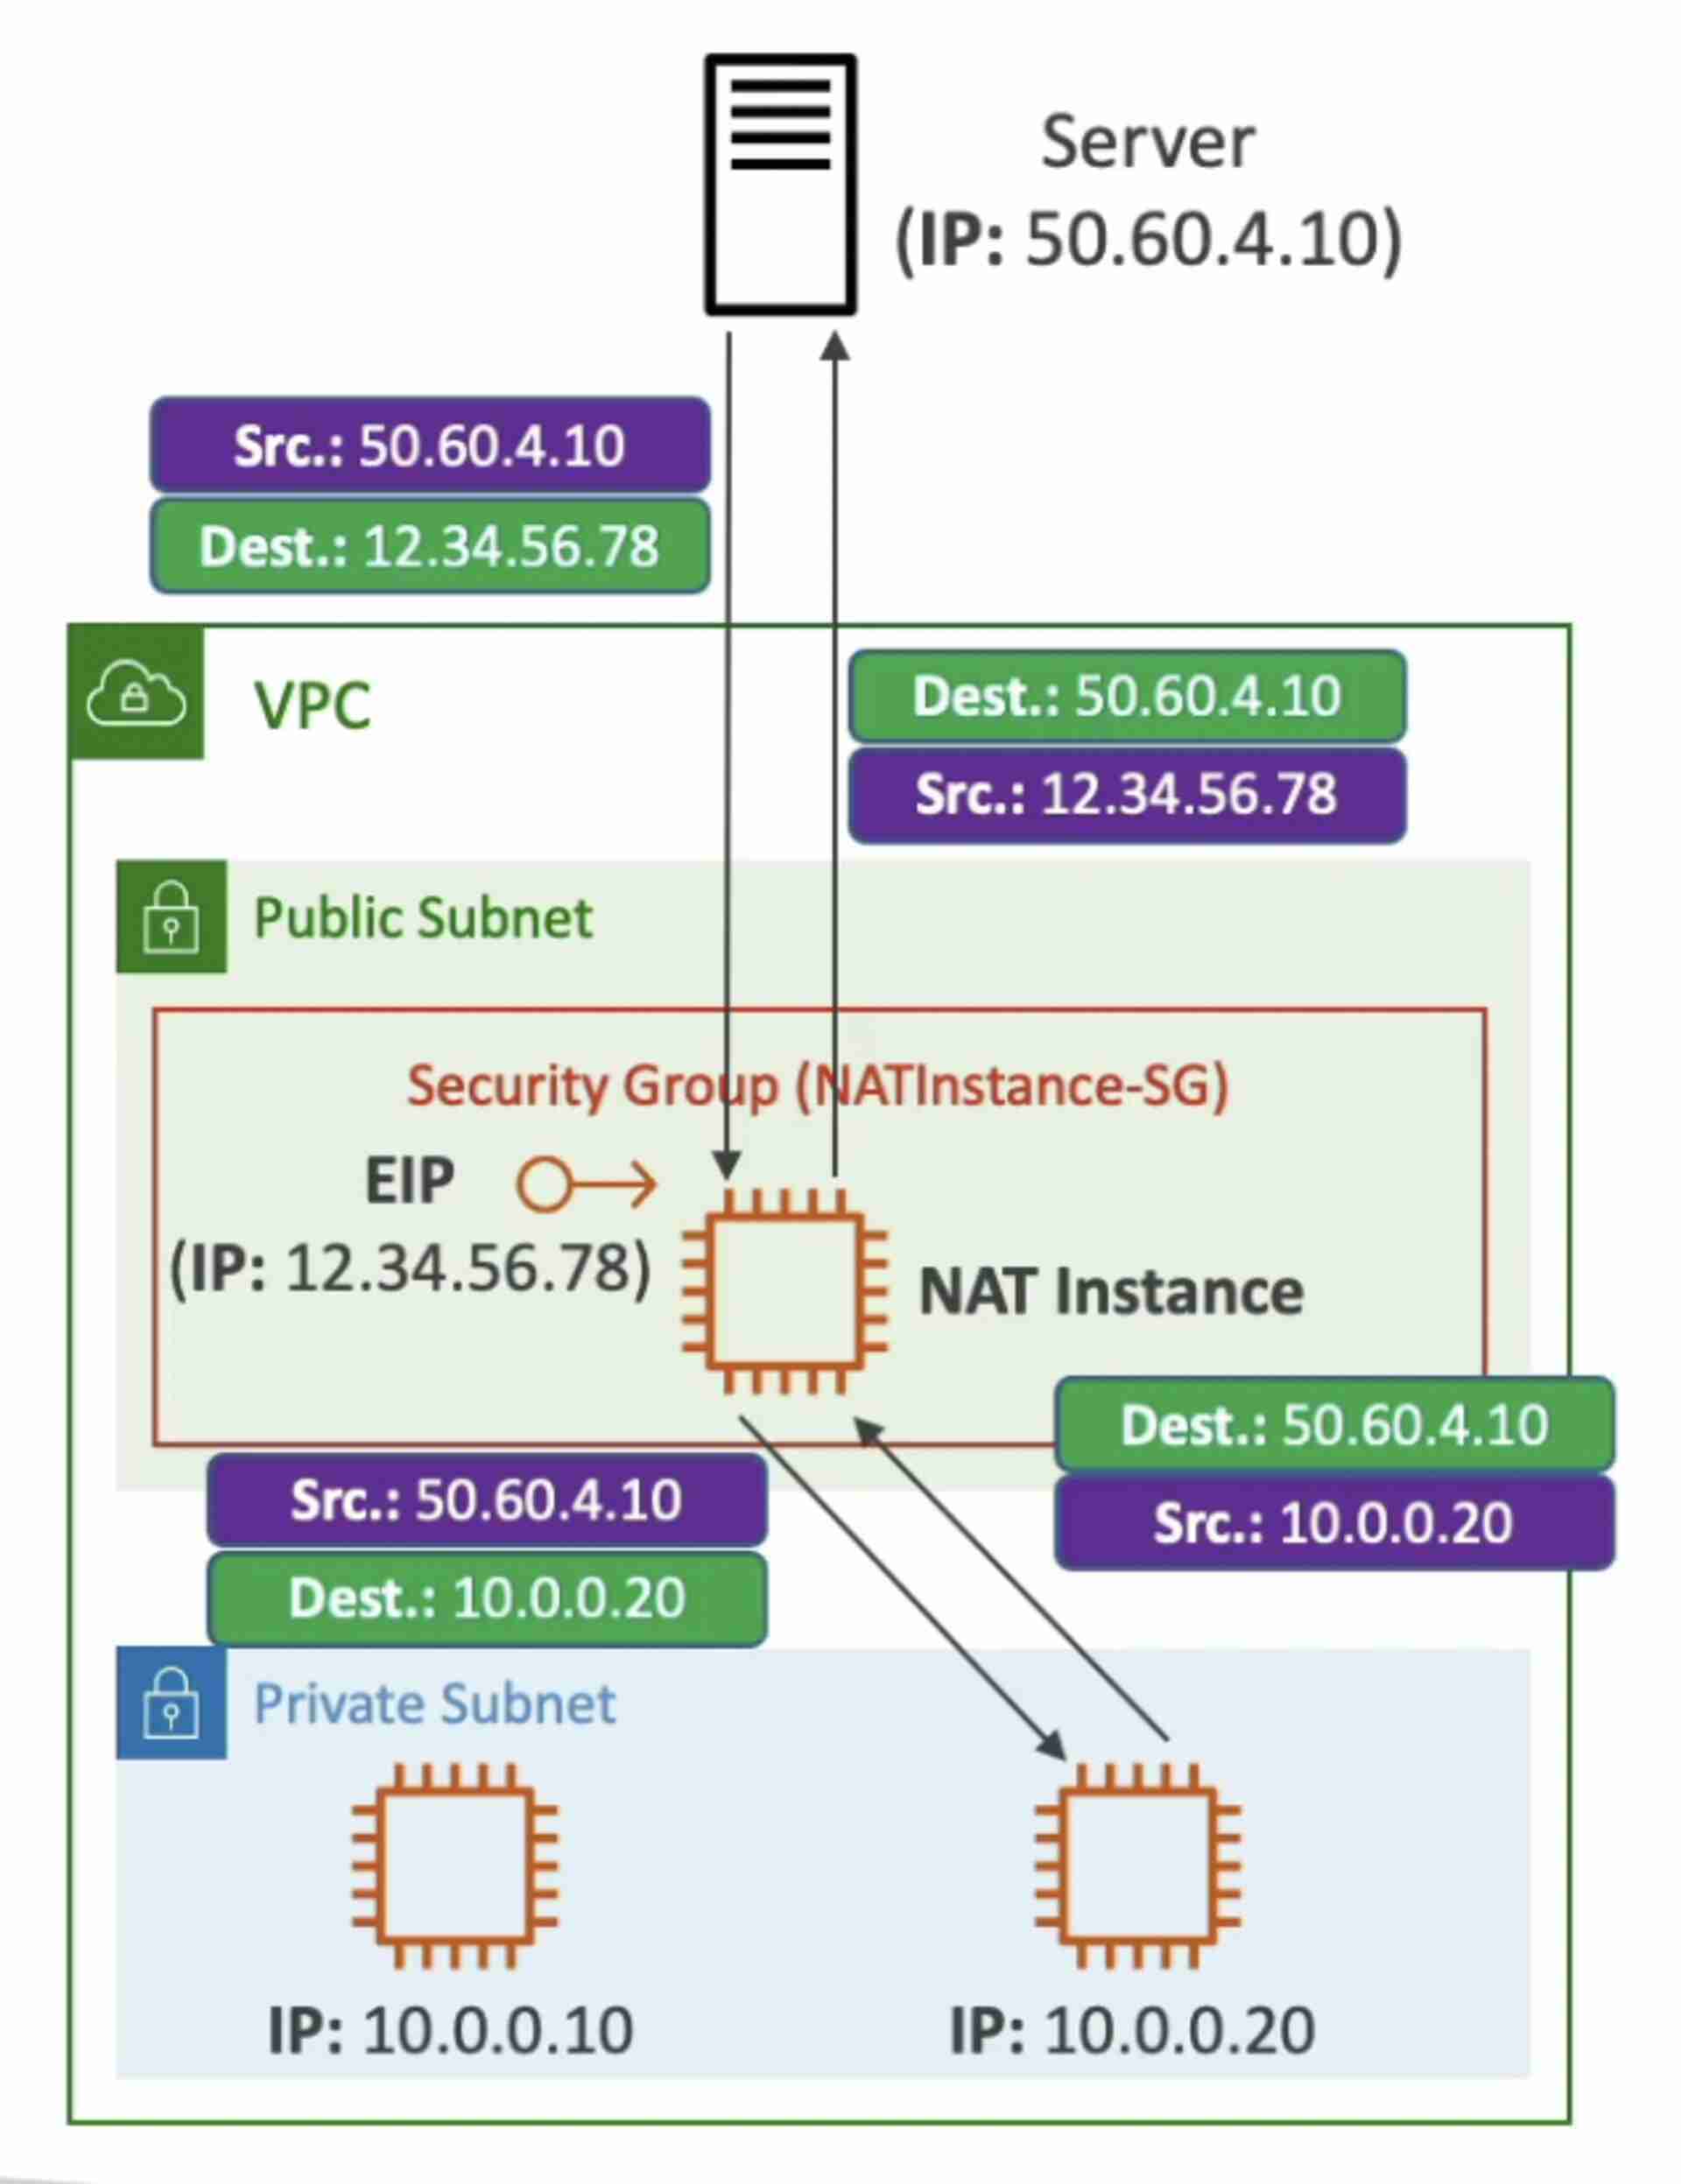 Server
(IP: 50.60.4.10)
Src.: 50.60.4.10
Dest.: 12.34.56.78
VPC
Dest.: 50.60.4.10
Src.: 12.34.56.78
Public Subnet
Security Group (NATInstance-SG)
EIP
(IP: 12.34.56.78)
NAT Instance
Dest.: 50.60.4.10
Src.: 10.0.0.20
Src.: 50.60.4.10
Dest.: 10.0.0.20
Private Subnet
IP: 10.0.0.10
IP: 10.0.0.20